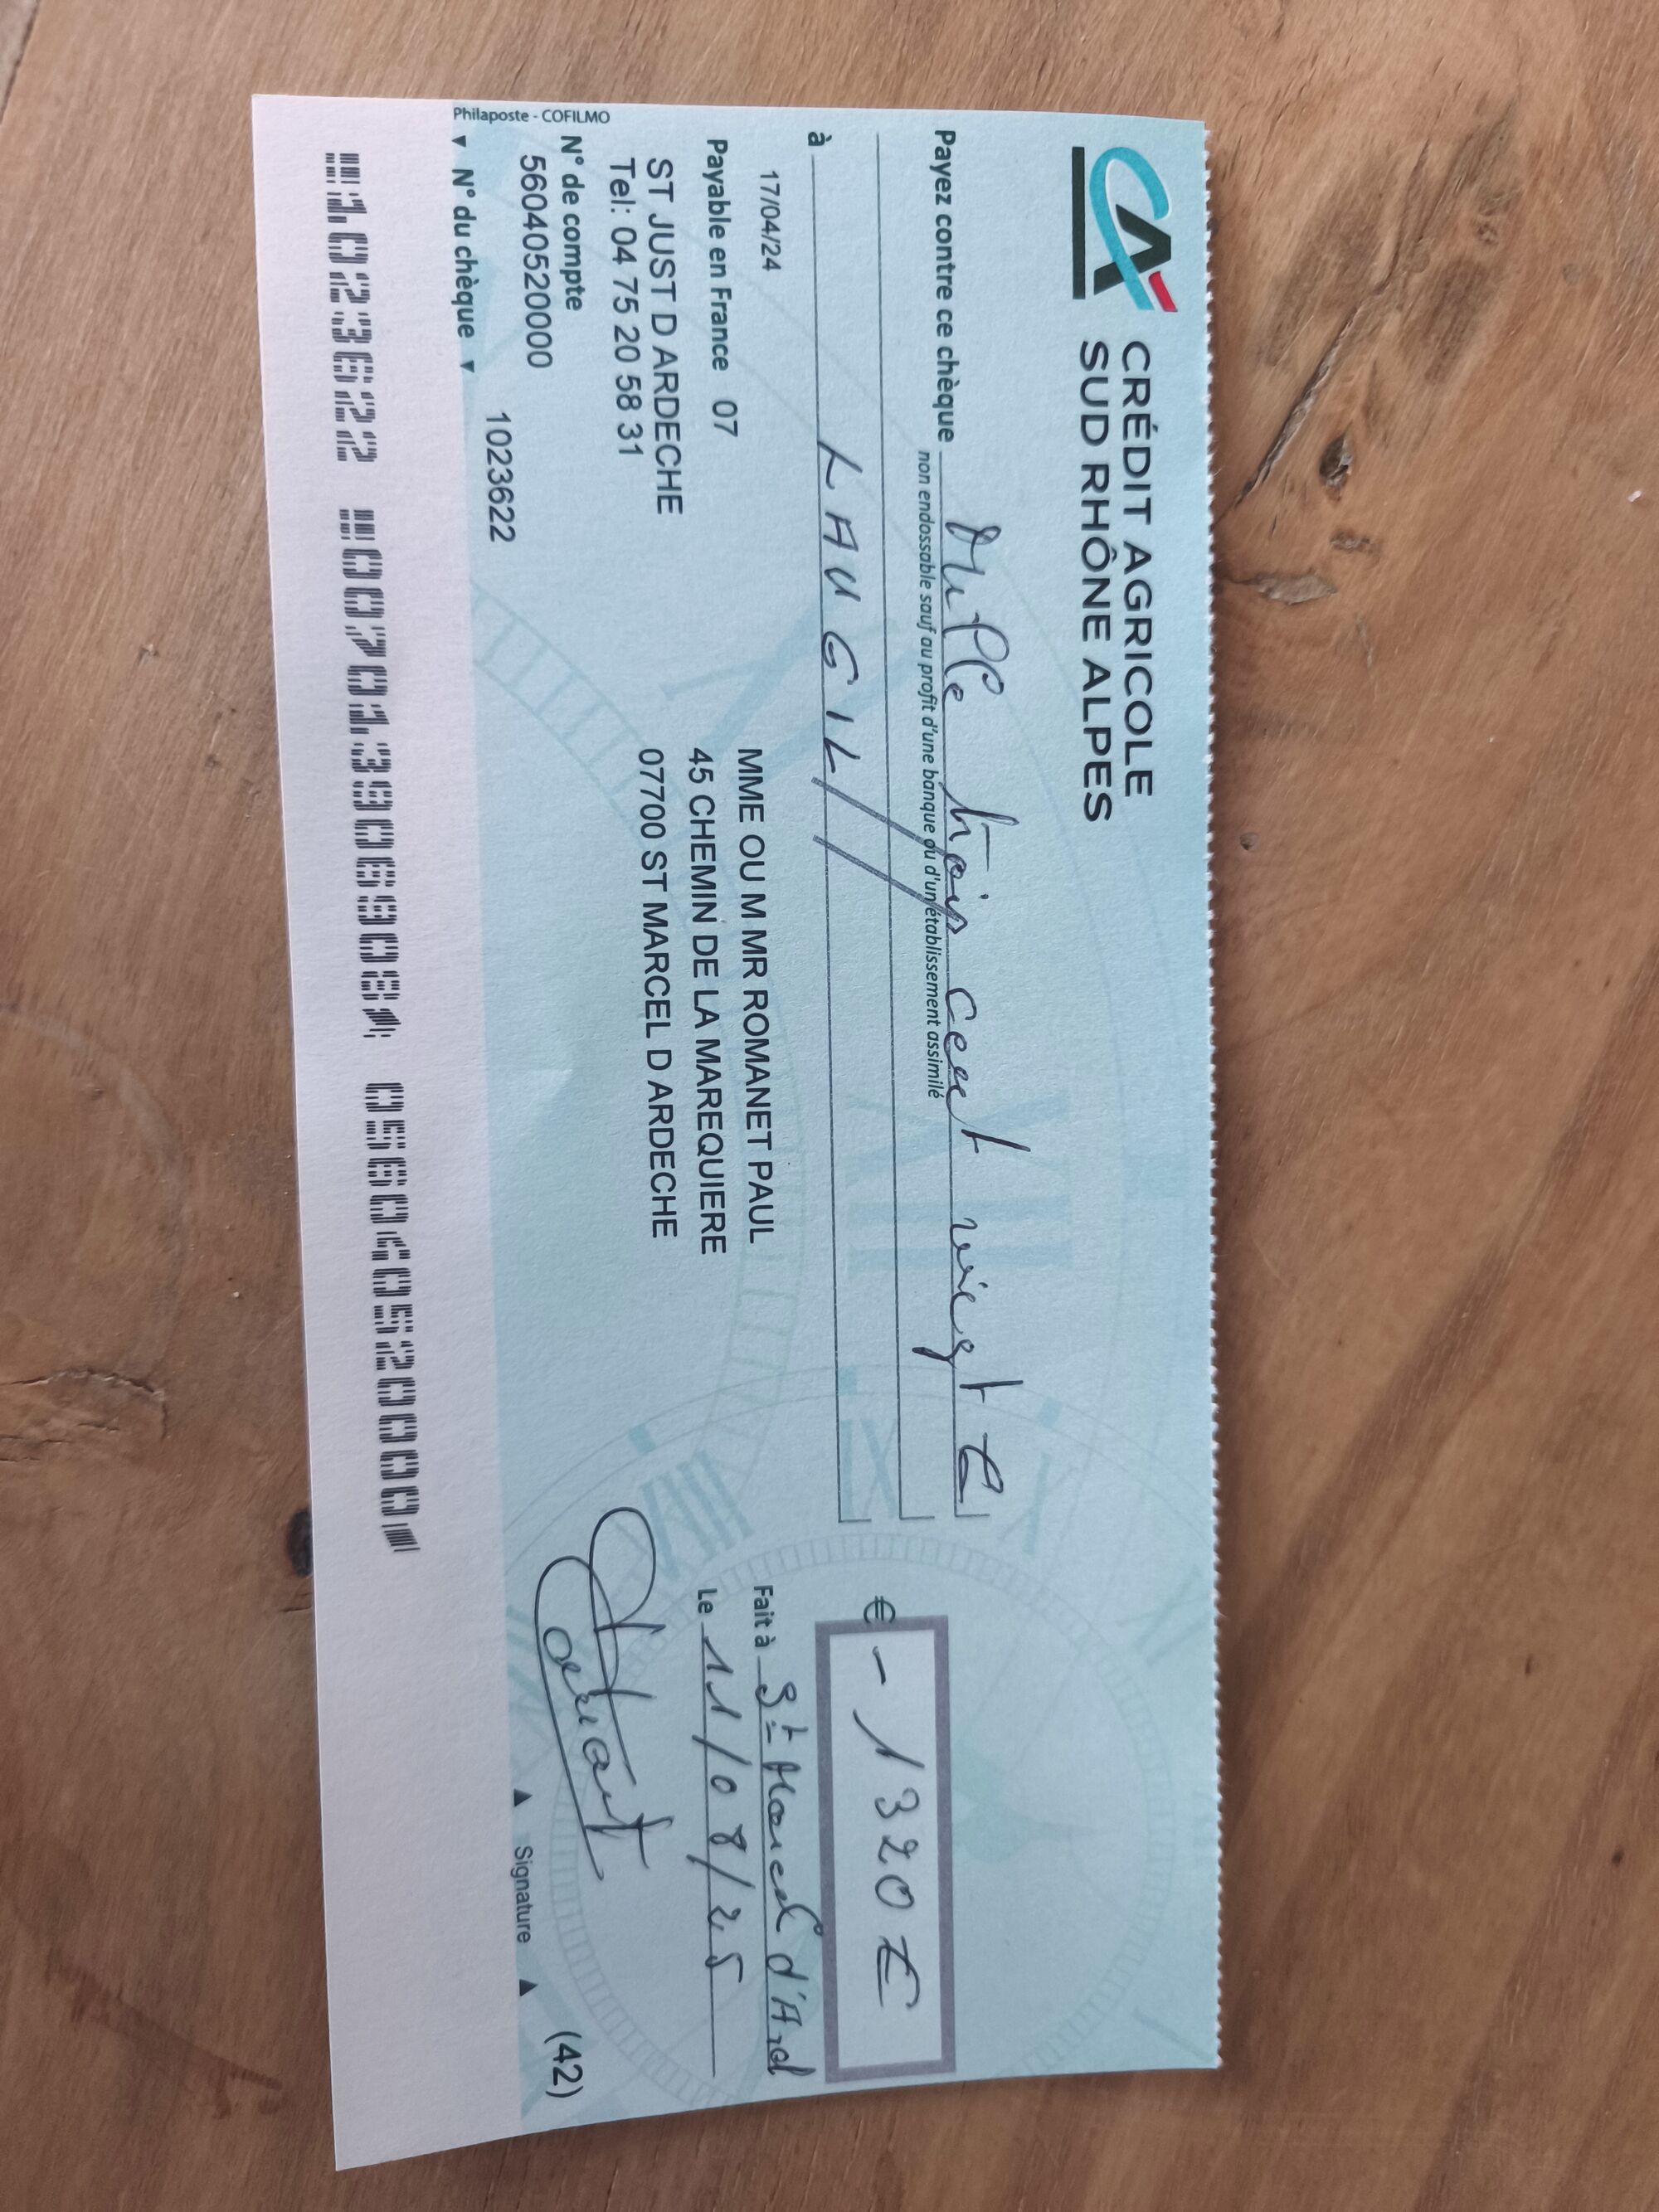 CRÉDIT AGRICOLE
SUD RHÔNE ALPES
Payez contre ce chèque Mille trois cent vingt €
non endossable sauf au profit d'une banque ou d'un établissement assimilé
à LAUGIL
€ - 1320 €
17/04/24
Payable en France 07
ST JUST D ARDECHE
Tel: 04 75 20 58 31
N° de compte
56040520000
MME OU M MR ROMANET PAUL
45 CHEMIN DE LA MAREQUIERE
07700 ST MARCEL D ARDECHE
Fait à St Marcel d'Ard
Le 11/08/25
Philaposte - COFILMO
▼ N° du chèque ▼
1023622
▲ Signature ▲
(42)
1023622 007013906908 056040520000